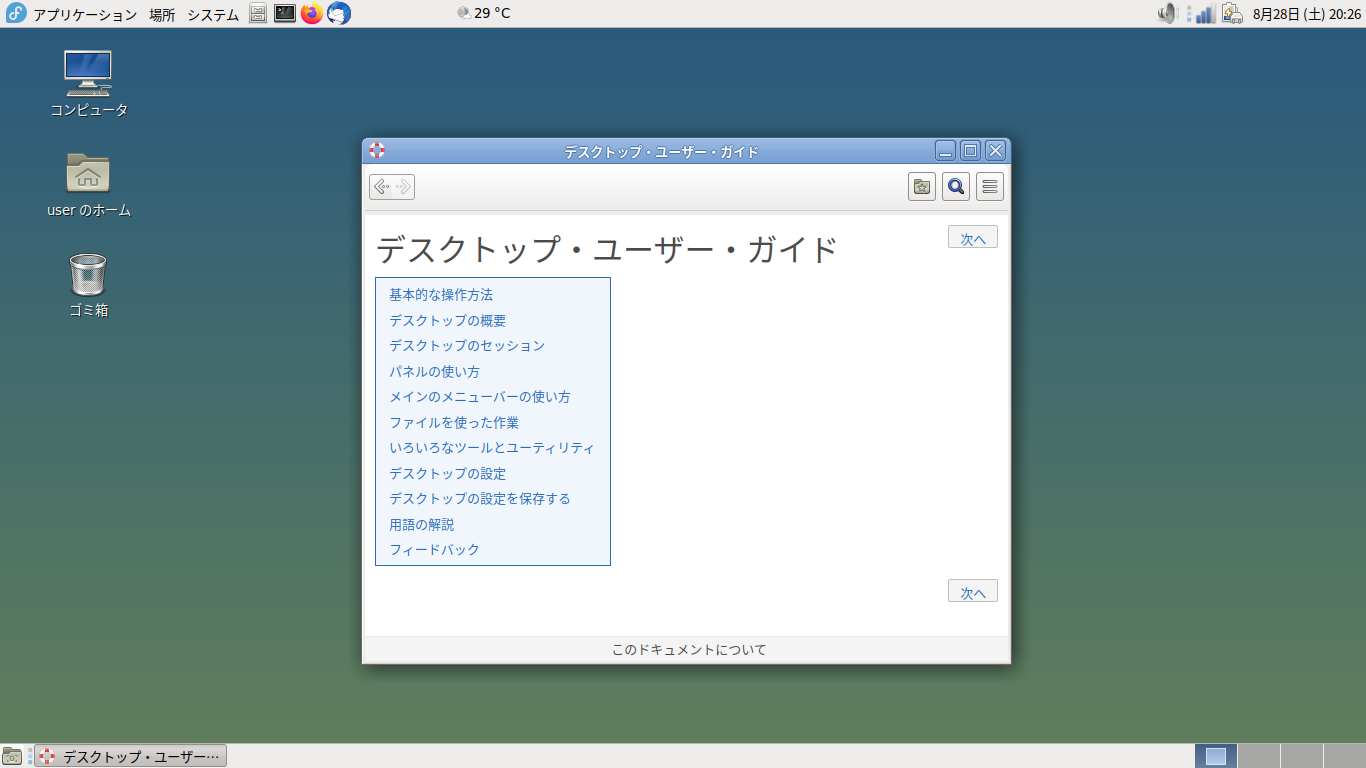 アプリケーション 場所 システム 29 °C 8月28日 (土) 20:26
コンピュータ
user のホーム
ゴミ箱
デスクトップ・ユーザー・ガイド
次へ
デスクトップ・ユーザー・ガイド
基本的な操作方法
デスクトップの概要
デスクトップのセッション
パネルの使い方
メインのメニューバーの使い方
ファイルを使った作業
いろいろなツールとユーティリティ
デスクトップの設定
デスクトップの設定を保存する
用語の解説
フィードバック
次へ
このドキュメントについて
デスクトップ・ユーザー…